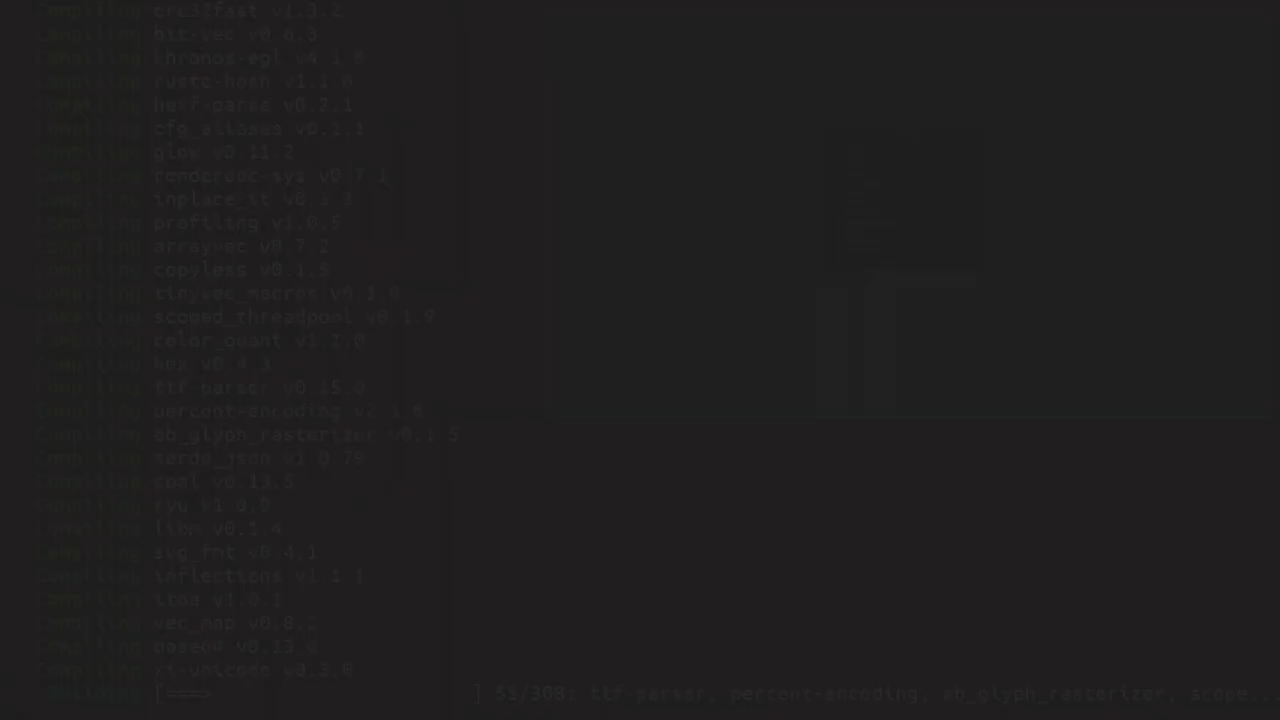 Compiling crc32fast v1.3.2
Compiling bit-vec v0.6.3
Compiling khronos-egl v4.1.0
Compiling rustc-hash v1.1.0
Compiling hexf-parse v0.2.1
Compiling cfg_aliases v0.1.1
Compiling glow v0.11.2
Compiling renderdoc-sys v0.7.1
Compiling inplace_it v0.3.3
Compiling profiling v1.0.5
Compiling arrayvec v0.7.2
Compiling copyless v0.1.5
Compiling tinyvec_macros v0.1.0
Compiling scoped_threadpool v0.1.9
Compiling color_quant v1.1.0
Compiling hex v0.4.3
Compiling ttf-parser v0.15.0
Compiling percent-encoding v2.1.0
Compiling ab_glyph_rasterizer v0.1.5
Compiling serde_json v1.0.79
Compiling cpal v0.13.5
Compiling ryu v1.0.9
Compiling libm v0.1.4
Compiling svg_fmt v0.4.1
Compiling inflections v1.1.1
Compiling itoa v1.0.1
Compiling vec_map v0.8.2
Compiling base64 v0.13.0
Compiling xi-unicode v0.3.0
Building [====> ] 51/308: ttf-parser, percent-encoding, ab_glyph_rasterizer, scope...